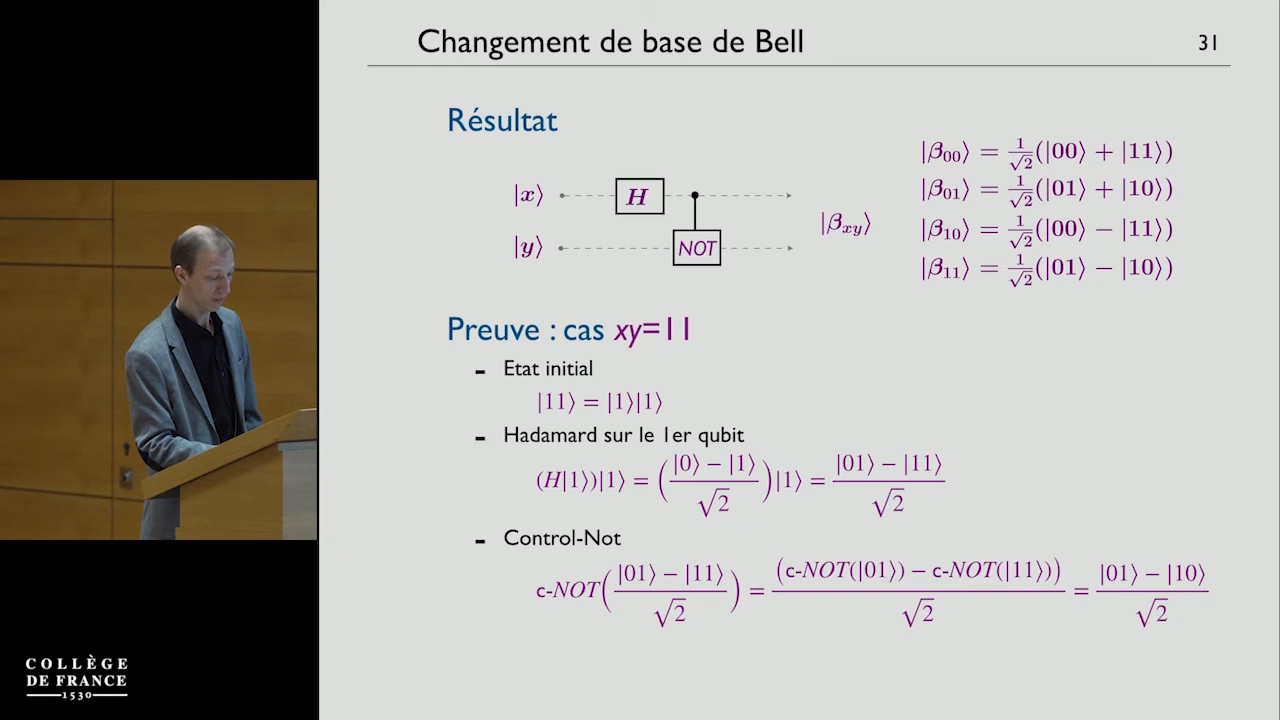 Changement de base de Bell
31
Résultat
|x⟩ H
|y⟩ NOT
|βxy⟩
|β00⟩ = 1/√2(|00⟩ + |11⟩)
|β01⟩ = 1/√2(|01⟩ + |10⟩)
|β10⟩ = 1/√2(|00⟩ − |11⟩)
|β11⟩ = 1/√2(|01⟩ − |10⟩)
Preuve : cas xy=11
- Etat initial
|11⟩ = |1⟩|1⟩
- Hadamard sur le 1er qubit
(H|1⟩)|1⟩ = ((|0⟩ − |1⟩)/√2)|1⟩ = (|01⟩ − |11⟩)/√2
- Control-Not
c-NOT((|01⟩ − |11⟩)/√2) = (c-NOT(|01⟩) − c-NOT(|11⟩))/√2 = (|01⟩ − |10⟩)/√2
COLLÈGE
DE FRANCE
1530